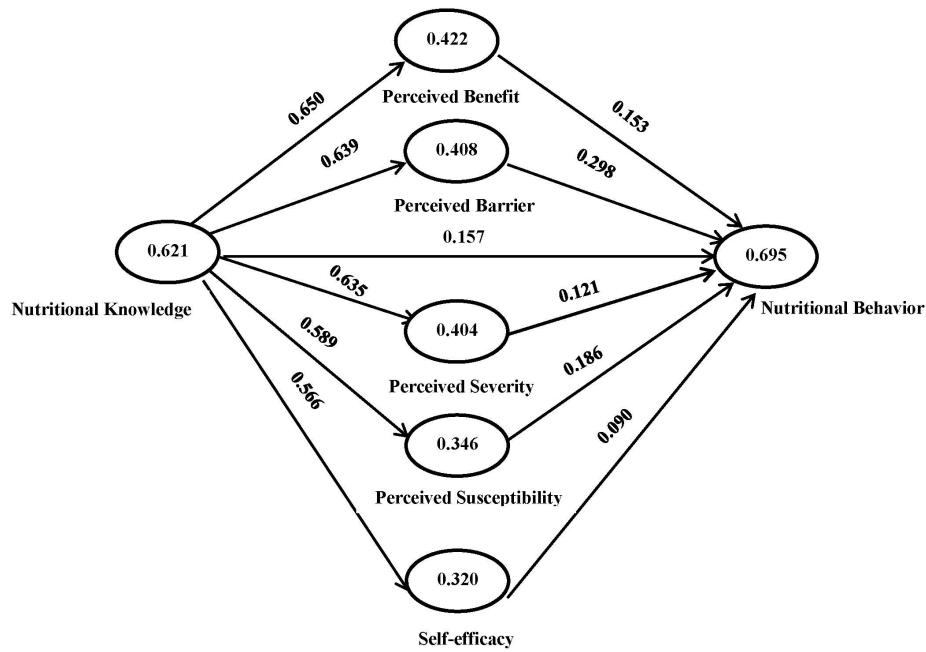 0.422
Perceived Benefit
0.650
0.153
0.639
0.408
0.298
Perceived Barrier
0.621
0.157
0.695
Nutritional Knowledge
0.635
0.121
Nutritional Behavior
0.404
0.589
0.186
Perceived Severity
0.566
0.346
0.090
Perceived Susceptibility
0.320
Self-efficacy